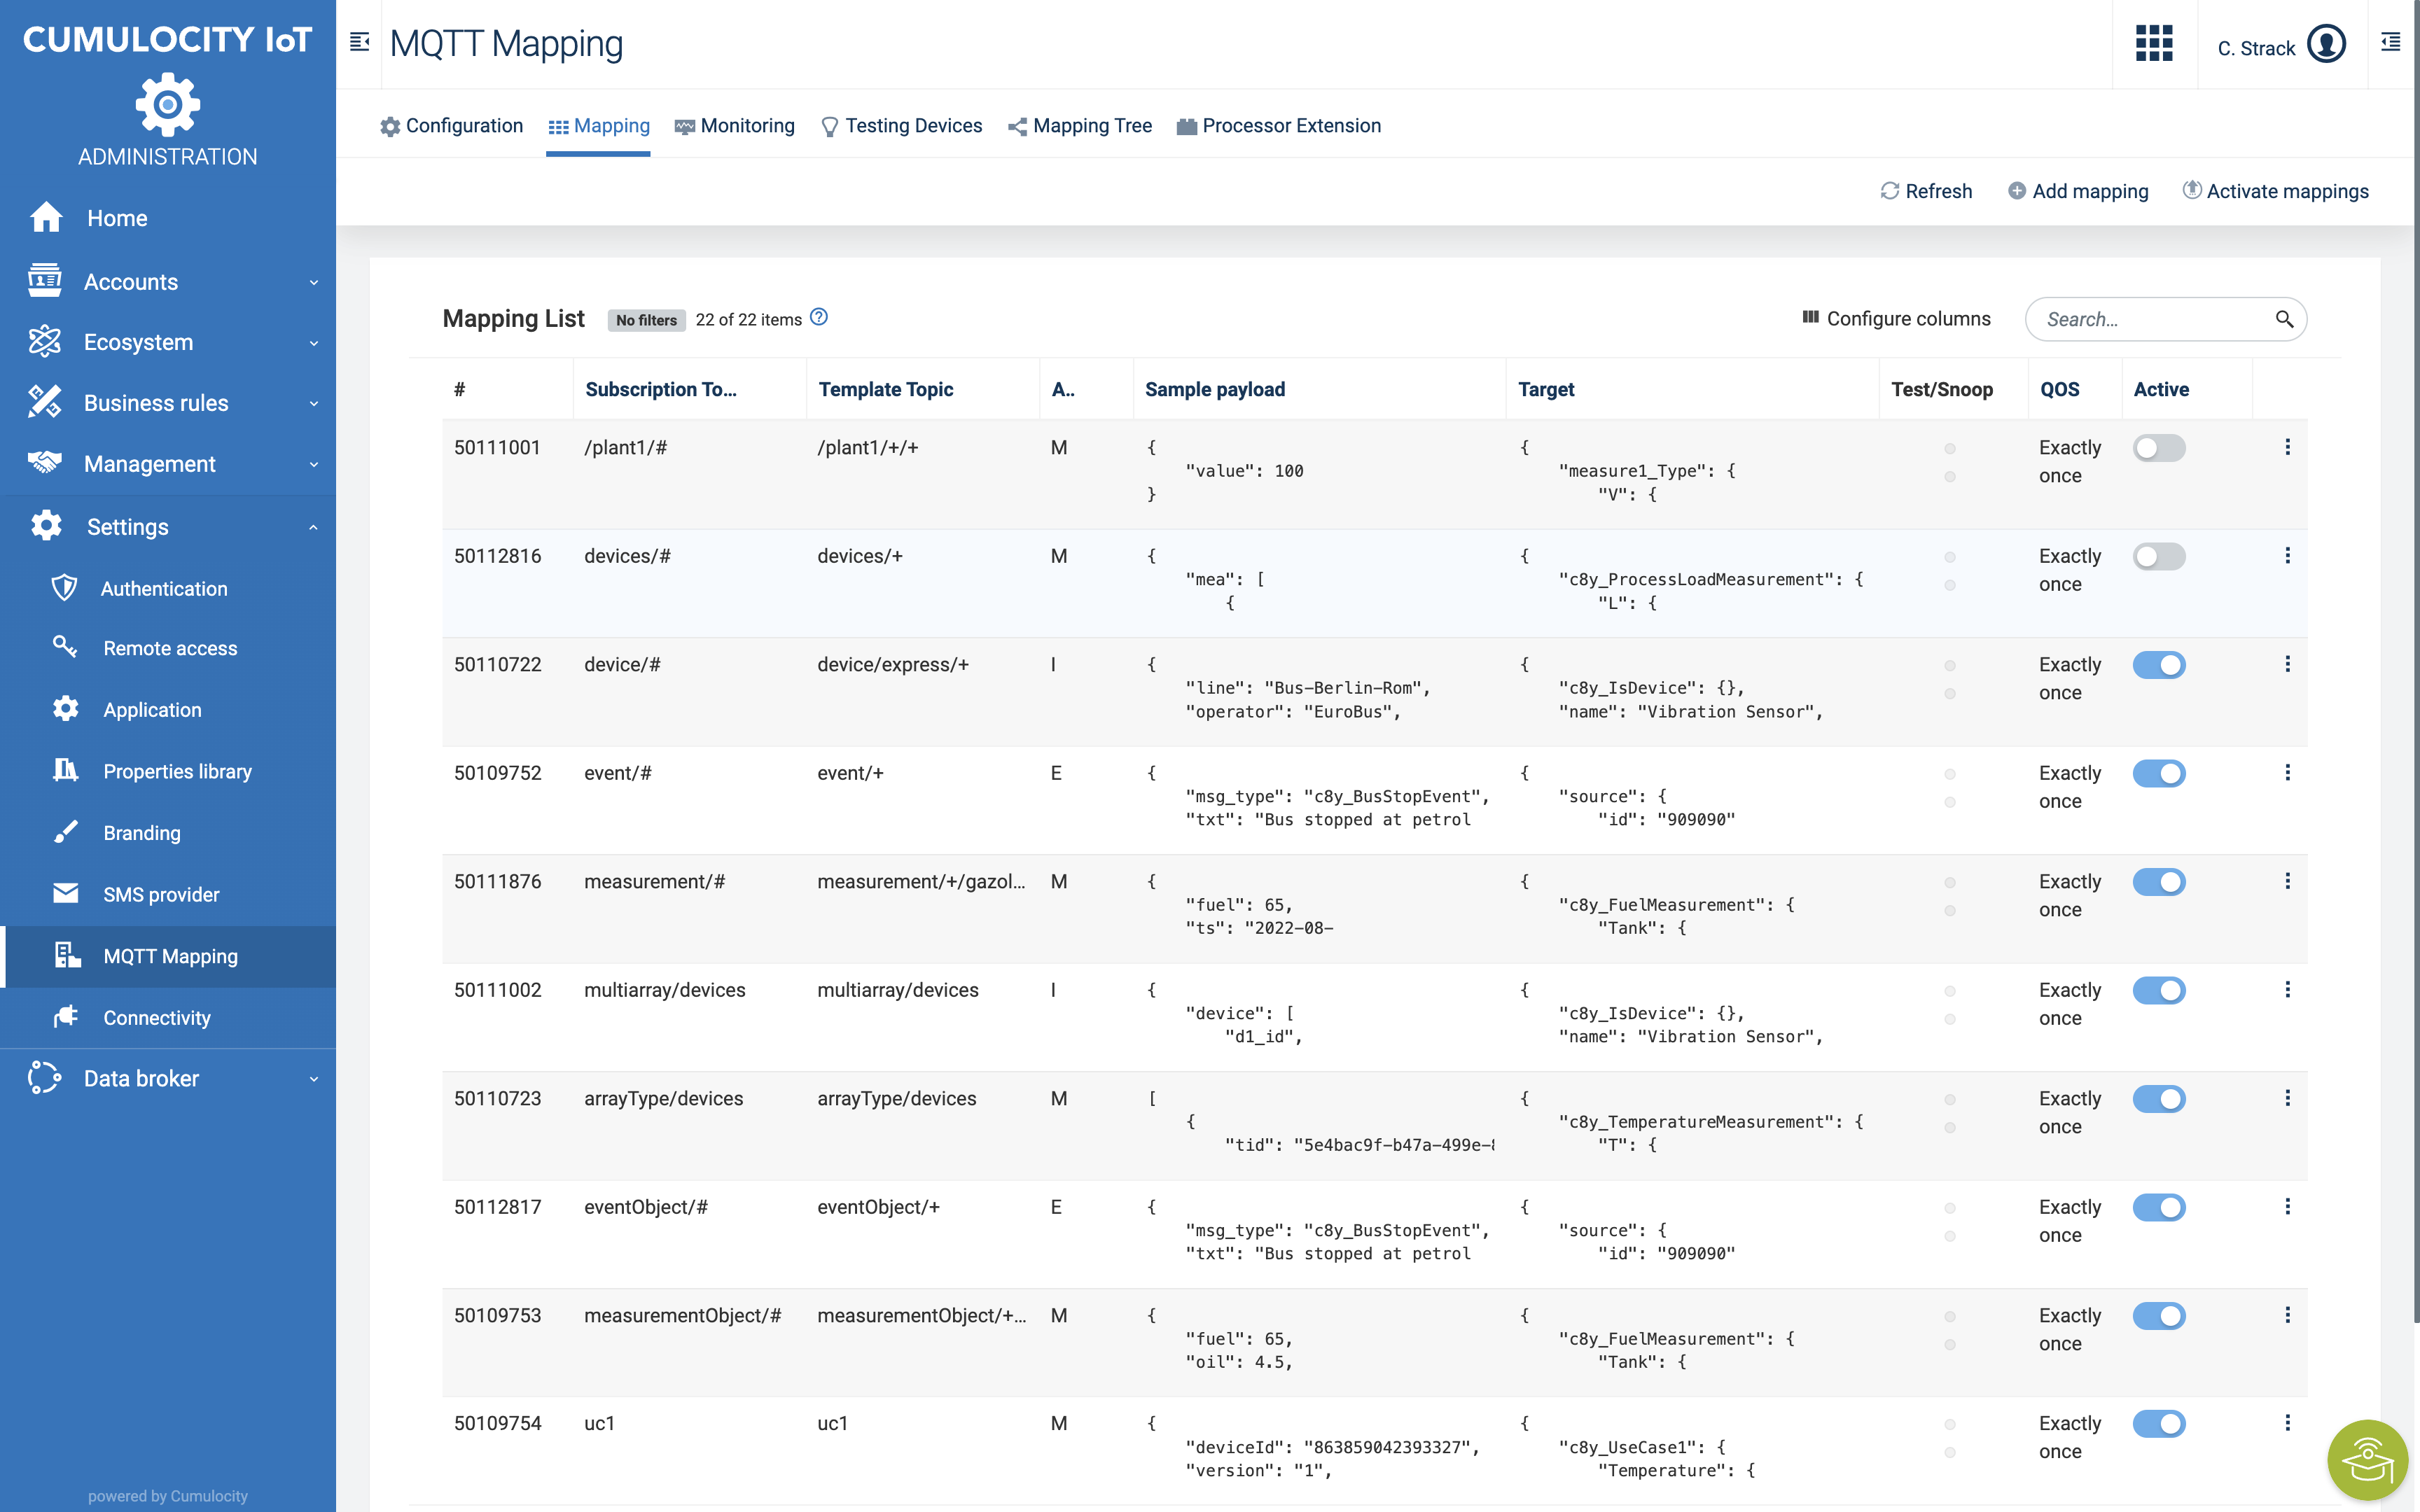 CUMULOCITY IoT
ADMINISTRATION
Home
Accounts
Ecosystem
Business rules
Management
Settings
Authentication
Remote access
Application
Properties library
Branding
SMS provider
MQTT Mapping
Connectivity
Data broker
powered by Cumulocity
MQTT Mapping
C. Strack
Configuration Mapping Monitoring Testing Devices Mapping Tree Processor Extension
Refresh Add mapping Activate mappings
Mapping List No filters 22 of 22 items Configure columns Search...
# Subscription To... Template Topic A.. Sample payload Target Test/Snoop QOS Active
50111001 /plant1/# /plant1/+/+ M { { Exactly
"value": 100 "measure1_Type": { once
} "V": {
50112816 devices/# devices/+ M { { Exactly
"mea": [ "c8y_ProcessLoadMeasurement": { once
{ "L": {
50110722 device/# device/express/+ I { { Exactly
"line": "Bus-Berlin-Rom", "c8y_IsDevice": {}, once
"operator": "EuroBus", "name": "Vibration Sensor",
50109752 event/# event/+ E { { Exactly
"msg_type": "c8y_BusStopEvent", "source": { once
"txt": "Bus stopped at petrol "id": "909090"
50111876 measurement/# measurement/+/gazol... M { { Exactly
"fuel": 65, "c8y_FuelMeasurement": { once
"ts": "2022-08- "Tank": {
50111002 multiarray/devices multiarray/devices I { { Exactly
"device": [ "c8y_IsDevice": {}, once
"d1_id", "name": "Vibration Sensor",
50110723 arrayType/devices arrayType/devices M [ { Exactly
{ "c8y_TemperatureMeasurement": { once
"tid": "5e4bac9f-b47a-499e- "T": {
50112817 eventObject/# eventObject/+ E { { Exactly
"msg_type": "c8y_BusStopEvent", "source": { once
"txt": "Bus stopped at petrol "id": "909090"
50109753 measurementObject/# measurementObject/+... M { { Exactly
"fuel": 65, "c8y_FuelMeasurement": { once
"oil": 4.5, "Tank": {
50109754 uc1 uc1 M { { Exactly
"deviceId": "863859042393327", "c8y_UseCase1": { once
"version": "1", "Temperature": {